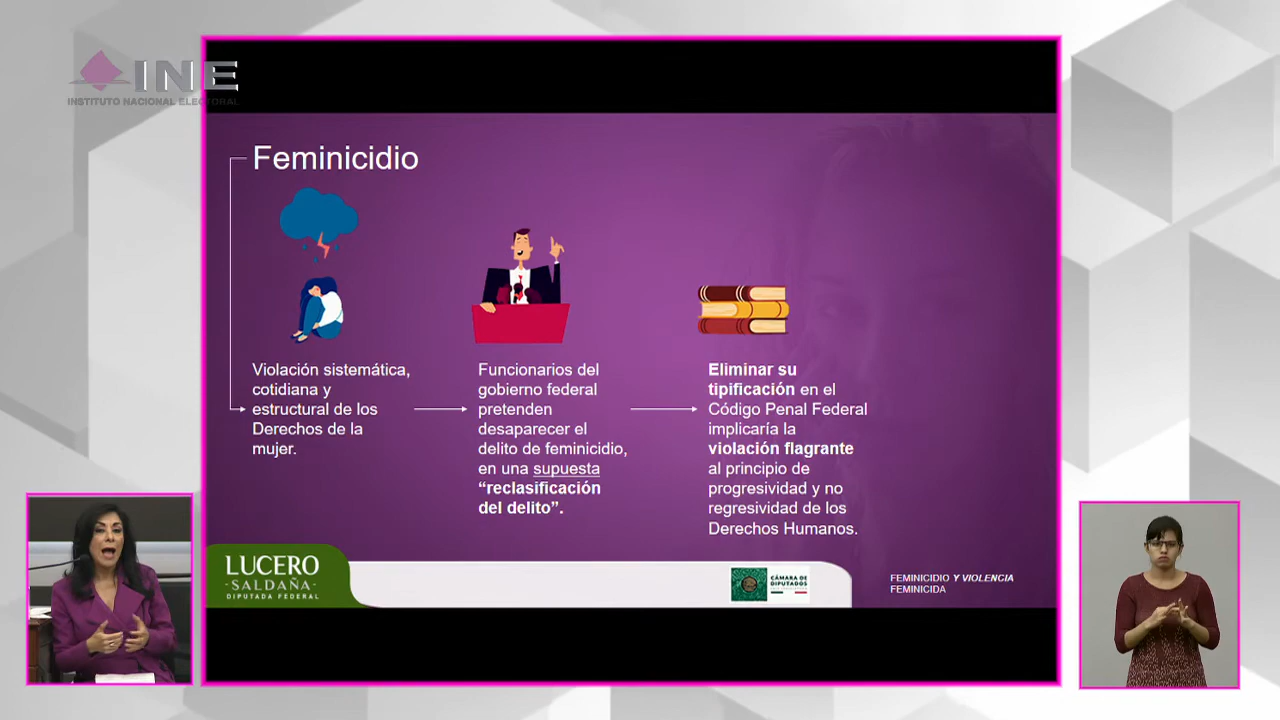 INE
INSTITUTO NACIONAL ELECTORAL
Feminicidio
Violación sistemática,
cotidiana y
estructural de los
Derechos de la
mujer.
Funcionarios del
gobierno federal
pretenden
desaparecer el
delito de feminicidio,
en una supuesta
“reclasificación
del delito”.
Eliminar su
tipificación en el
Código Penal Federal
implicaría la
violación flagrante
al principio de
progresividad y no
regresividad de los
Derechos Humanos.
LUCERO
-SALDAÑA-
DIPUTADA FEDERAL
CÁMARA DE
DIPUTADOS
FEMINICIDIO Y VIOLENCIA
FEMINICIDA